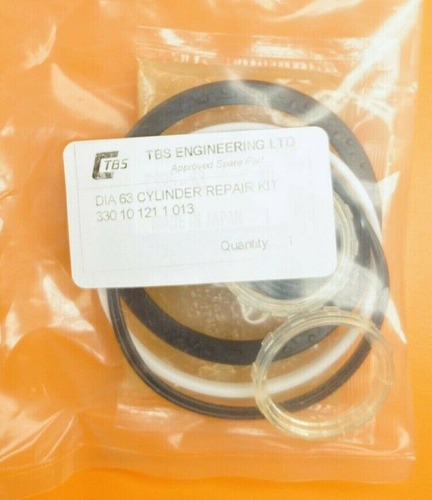 TBS
TBS ENGINEERING LTD
Approved Spare Part
DIA 63 CYLINDER REPAIR KIT
330 10 121 1 013
JAPAN
Quantity: 1